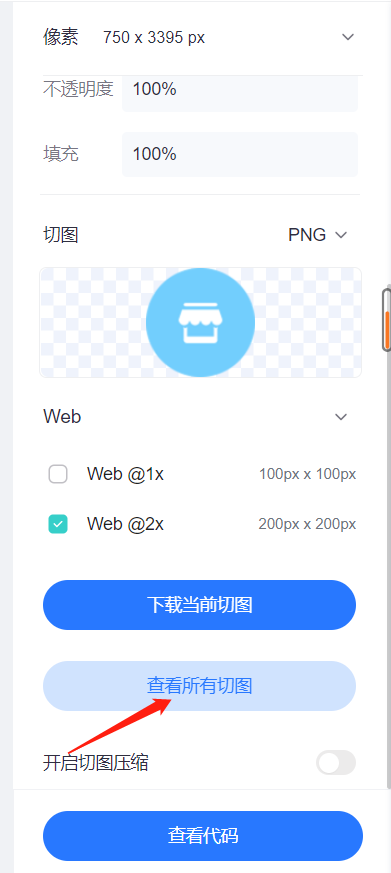 像素 750 x 3395 px
不透明度 100%
填充 100%
切图 PNG
Web
Web @1x 100px x 100px
Web @2x 200px x 200px
下载当前切图
查看所有切图
开启切图压缩
查看代码